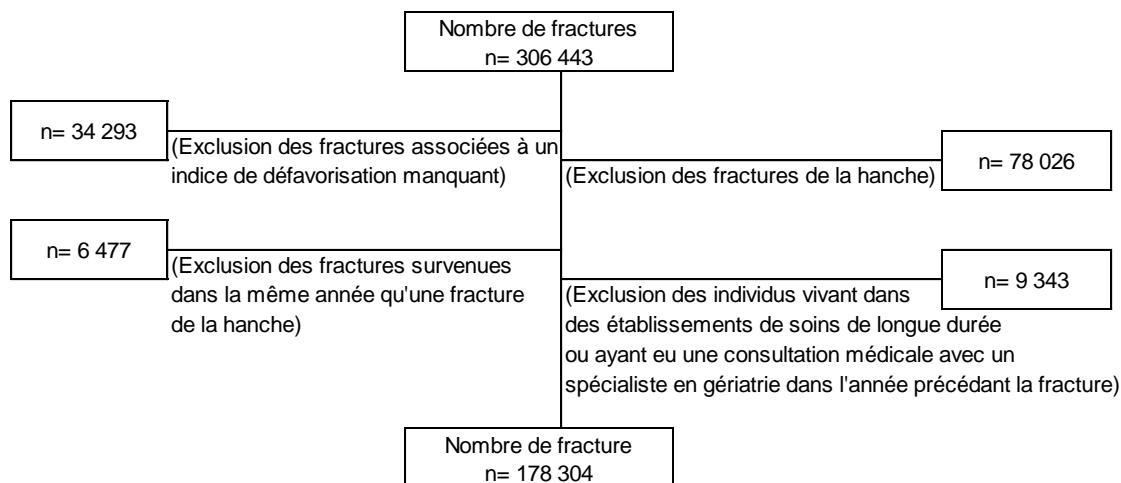 Nombre de fractures
n= 306 443
n= 34 293
(Exclusion des fractures associées à un
indice de défavorisation manquant)
n= 78 026
(Exclusion des fractures de la hanche)
n= 6 477
(Exclusion des fractures survenues
dans la même année qu'une fracture
de la hanche)
n= 9 343
(Exclusion des individus vivant dans
des établissements de soins de longue durée
ou ayant eu une consultation médicale avec un
spécialiste en gériatrie dans l'année précédant la fracture)
Nombre de fracture
n= 178 304